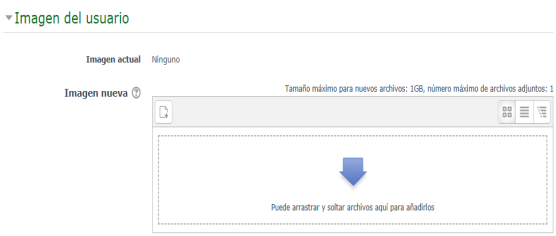 Imagen del usuario
Imagen actual Ninguno
Imagen nueva Tamaño máximo para nuevos archivos: 1GB, número máximo de archivos adjuntos: 1
Puede arrastrar y soltar archivos aquí para añadirlos